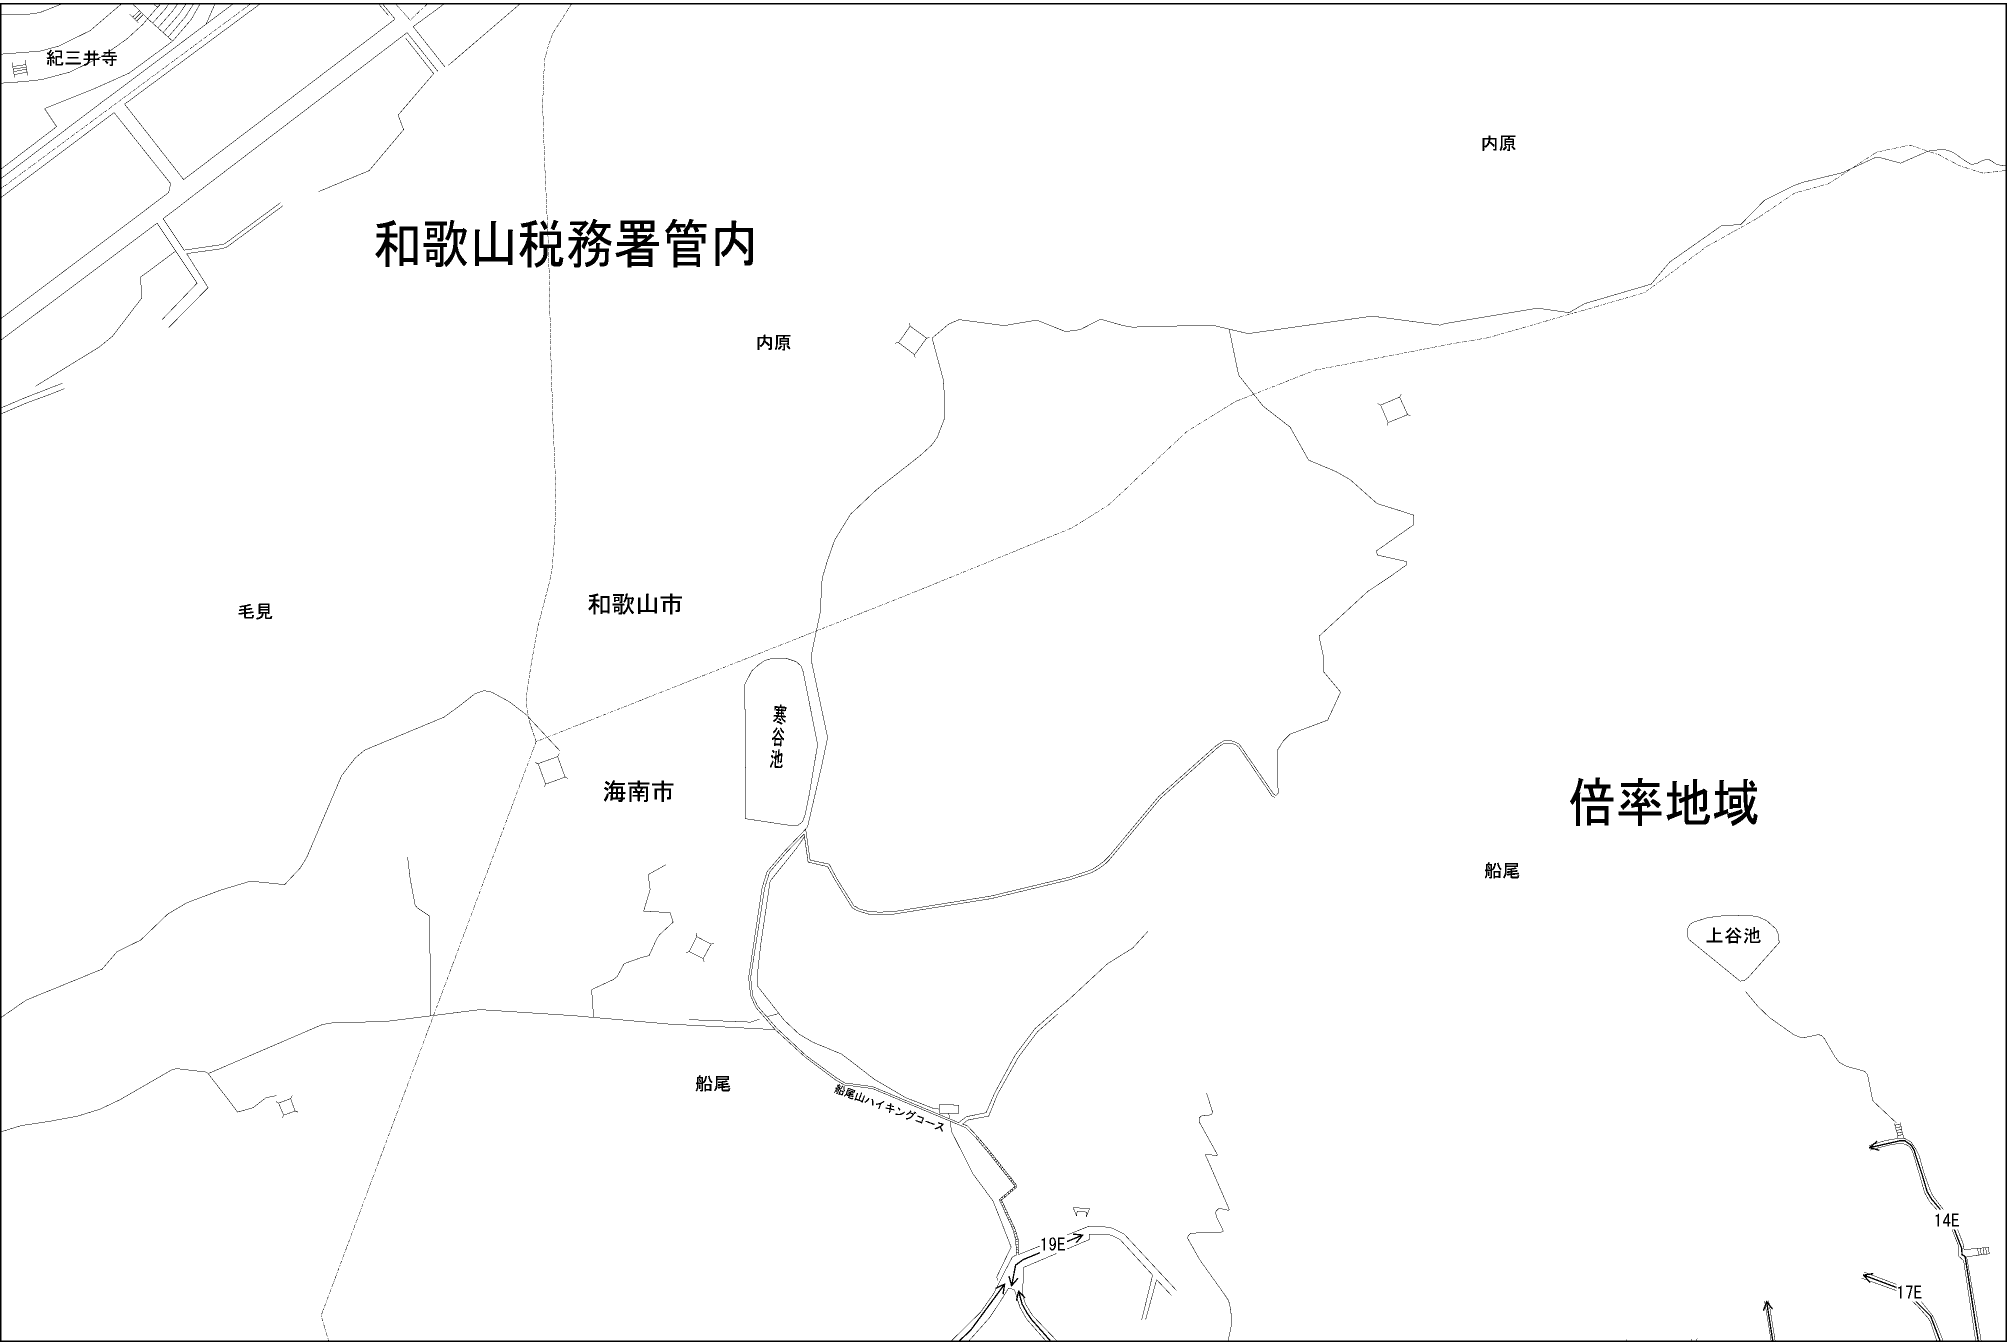 紀三井寺
内原
和歌山税務署管内
内原
毛見
和歌山市
寒谷池
海南市
倍率地域
船尾
上谷池
船尾
船尾山ハイキングコース
14E
19E
17E